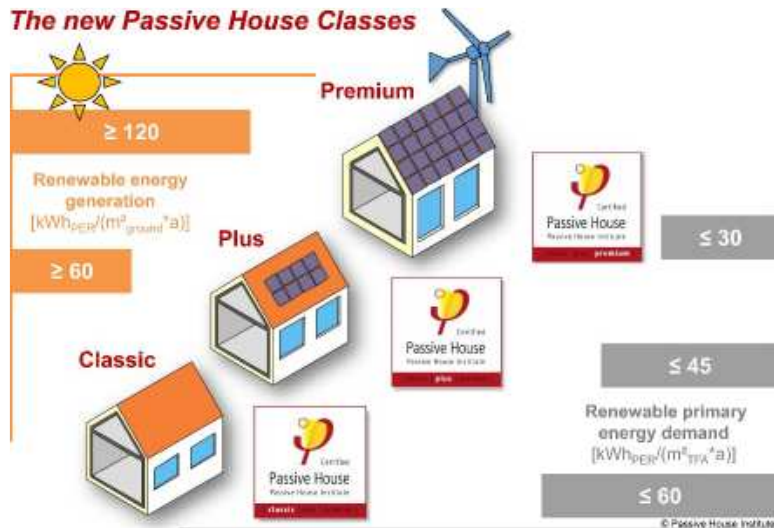 The new Passive House Classes
Premium
≥ 120
Renewable energy
generation
[kWhPER/(m²ground*a)]
≥ 60
Certified
Passive House
Passive House Institute
premium
≤ 30
Plus
Certified
Passive House
Passive House Institute
plus
≤ 45
Classic
Certified
Passive House
Passive House Institute
classic
Renewable primary
energy demand
[kWhPER/(m²TFA*a)]
≤ 60
© Passive House Institute